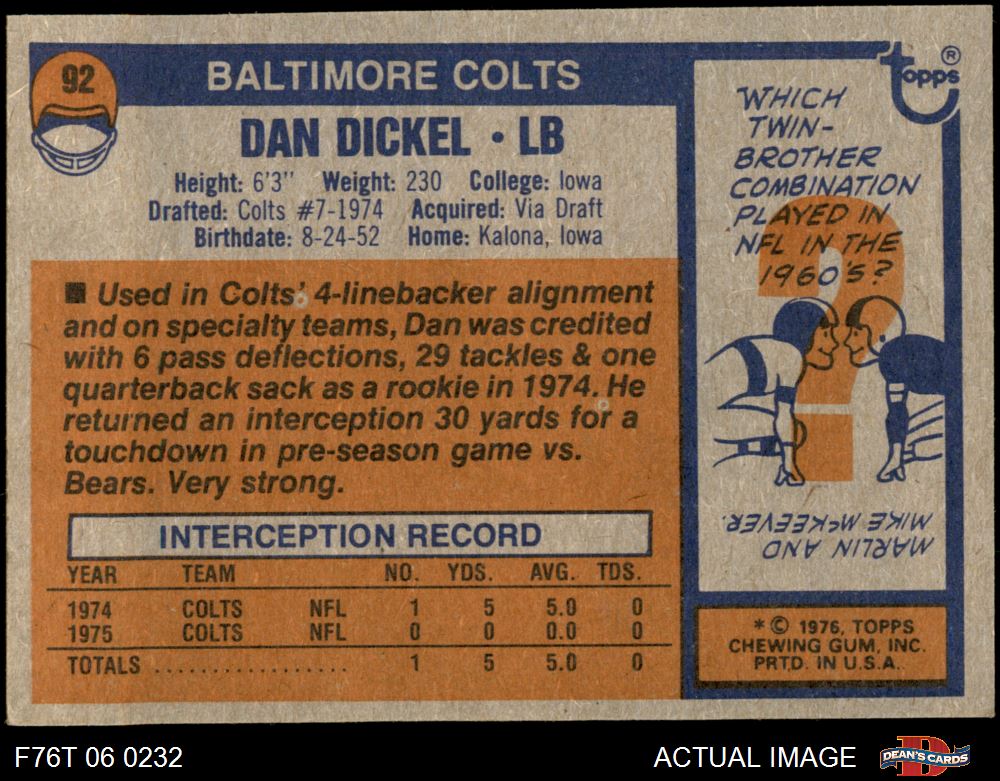 92
BALTIMORE COLTS
DAN DICKEL • LB
Height: 6'3" Weight: 230 College: Iowa
Drafted: Colts #7-1974 Acquired: Via Draft
Birthdate: 8-24-52 Home: Kalona, Iowa
■ Used in Colts' 4-linebacker alignment
and on specialty teams, Dan was credited
with 6 pass deflections, 29 tackles & one
quarterback sack as a rookie in 1974. He
returned an interception 30 yards for a
touchdown in pre-season game vs.
Bears. Very strong.
INTERCEPTION RECORD
YEAR TEAM NO. YDS. AVG. TDS.
1974 COLTS NFL 1 5 5.0 0
1975 COLTS NFL 0 0 0.0 0
TOTALS .................. 1 5 5.0 0
topps ®
WHICH
TWIN-
BROTHER
COMBINATION
PLAYED IN
NFL IN THE
1960'S?
?
MARLIN AND
MIKE McKEEVER.
* © 1976, TOPPS
CHEWING GUM, INC.
PRTD. IN U.S.A.
F76T 06 0232
ACTUAL IMAGE
D
DEAN'S CARDS